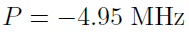 P = −4.95 MHz